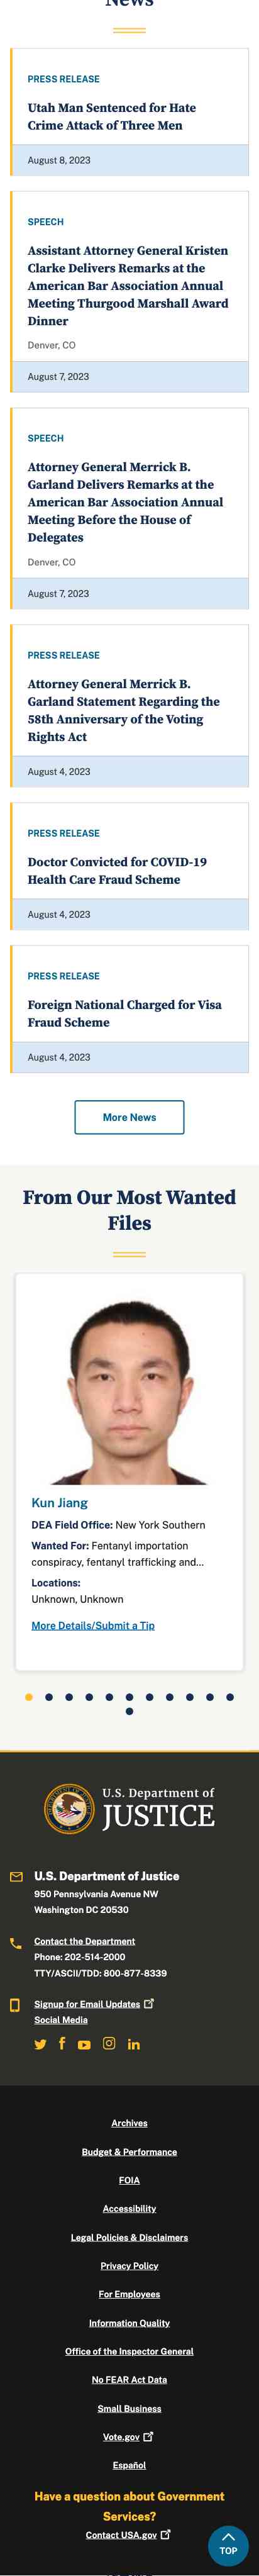 News
PRESS RELEASE
Utah Man Sentenced for Hate
Crime Attack of Three Men
August 8, 2023
SPEECH
Assistant Attorney General Kristen
Clarke Delivers Remarks at the
American Bar Association Annual
Meeting Thurgood Marshall Award
Dinner
Denver, CO
August 7, 2023
SPEECH
Attorney General Merrick B.
Garland Delivers Remarks at the
American Bar Association Annual
Meeting Before the House of
Delegates
Denver, CO
August 7, 2023
PRESS RELEASE
Attorney General Merrick B.
Garland Statement Regarding the
58th Anniversary of the Voting
Rights Act
August 4, 2023
PRESS RELEASE
Doctor Convicted for COVID-19
Health Care Fraud Scheme
August 4, 2023
PRESS RELEASE
Foreign National Charged for Visa
Fraud Scheme
August 4, 2023
More News
From Our Most Wanted
Files
Kun Jiang
DEA Field Office: New York Southern
Wanted For: Fentanyl importation
conspiracy, fentanyl trafficking and...
Locations:
Unknown, Unknown
More Details/Submit a Tip
U.S. Department of
JUSTICE
U.S. Department of Justice
950 Pennsylvania Avenue NW
Washington DC 20530
Contact the Department
Phone: 202-514-2000
TTY/ASCII/TDD: 800-877-8339
Signup for Email Updates
Social Media
Archives
Budget & Performance
FOIA
Accessibility
Legal Policies & Disclaimers
Privacy Policy
For Employees
Information Quality
Office of the Inspector General
No FEAR Act Data
Small Business
Vote.gov
Español
Have a question about Government
Services?
Contact USA.gov
TOP